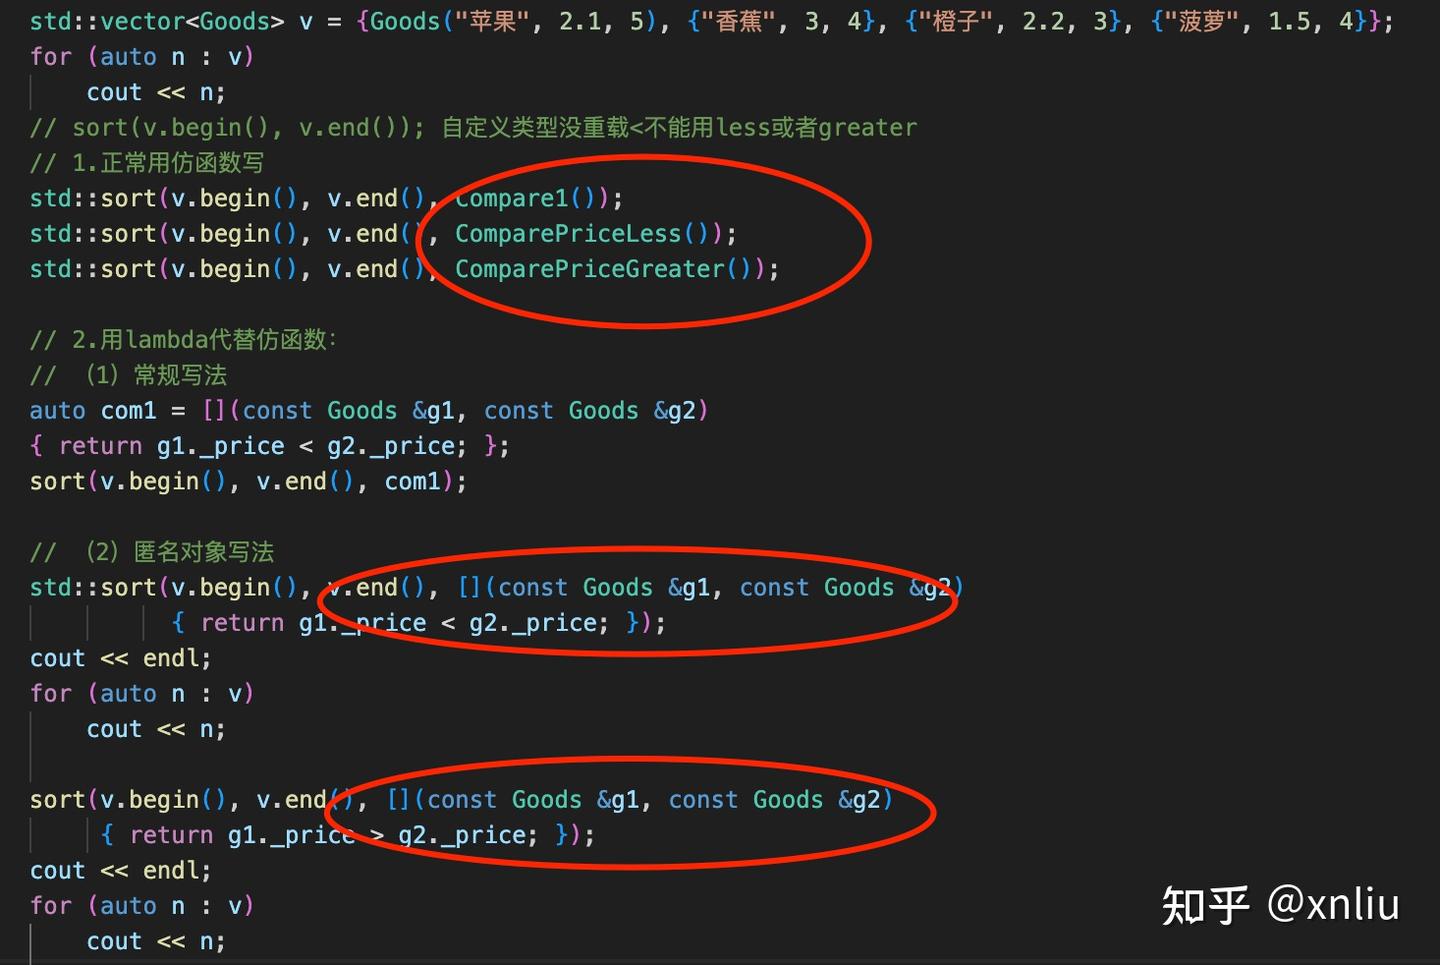 std::vector<Goods> v = {Goods("苹果", 2.1, 5), {"香蕉", 3, 4}, {"橙子", 2.2, 3}, {"菠萝", 1.5, 4}};
for (auto n : v)
cout << n;
// sort(v.begin(), v.end()); 自定义类型没重载<不能用less或者greater
// 1.正常用仿函数写
std::sort(v.begin(), v.end(), Compare1());
std::sort(v.begin(), v.end(), ComparePriceLess());
std::sort(v.begin(), v.end(), ComparePriceGreater());
// 2.用lambda代替仿函数:
// （1）常规写法
auto com1 = [](const Goods &g1, const Goods &g2)
{ return g1._price < g2._price; };
sort(v.begin(), v.end(), com1);
// （2）匿名对象写法
std::sort(v.begin(), v.end(), [](const Goods &g1, const Goods &g2)
{ return g1._price < g2._price; });
cout << endl;
for (auto n : v)
cout << n;
sort(v.begin(), v.end(), [](const Goods &g1, const Goods &g2)
{ return g1._price > g2._price; });
cout << endl;
for (auto n : v)
cout << n;
知乎 @xnliu